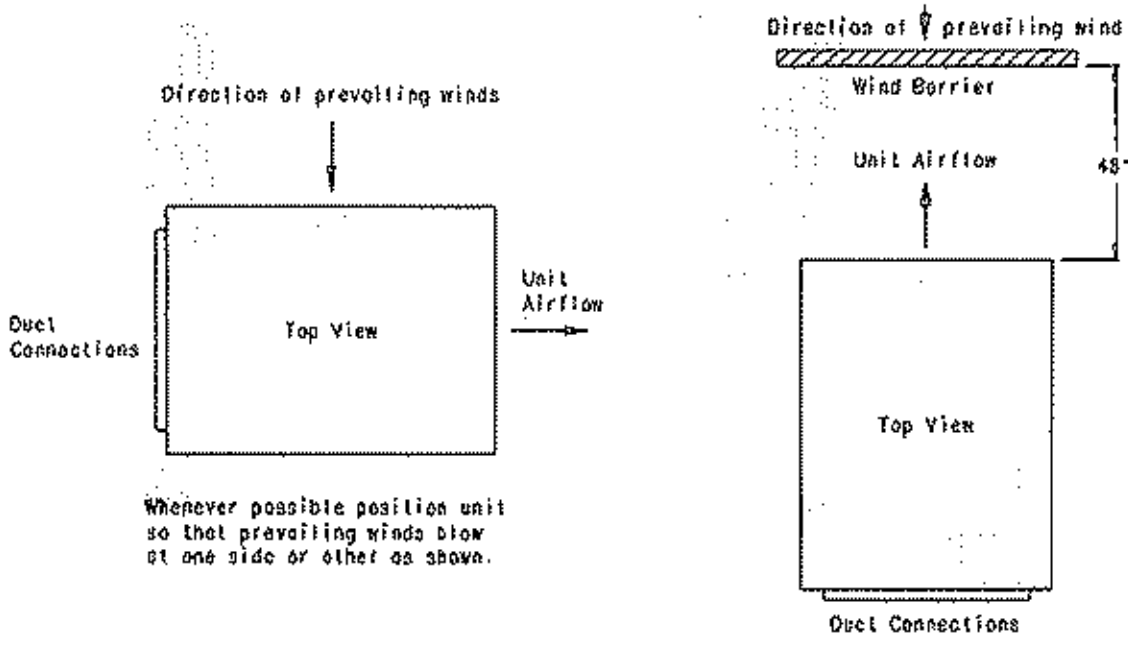 Direction of prevailing winds
Duct
Connections
Top View
Unit
Airflow
Whenever possible position unit
so that prevailing winds blow
at one side or other as shown.
Direction of prevailing wind
Wind Barrier
Unit Airflow
48"
Top View
Duct Connections